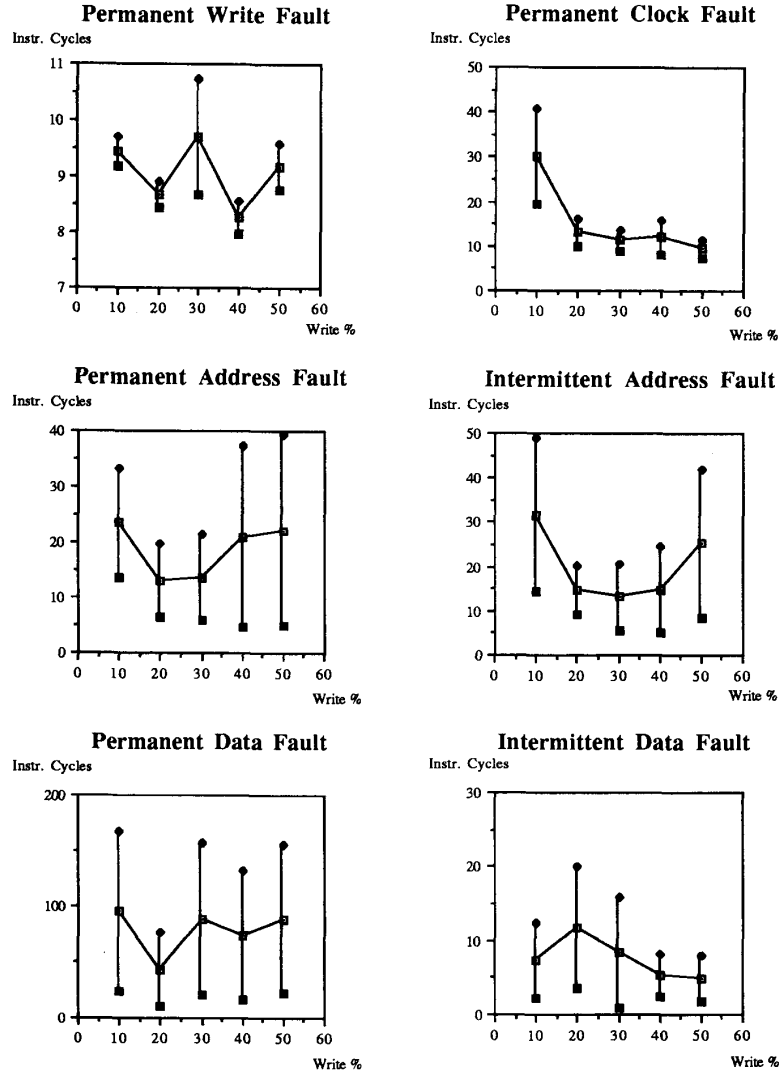 Permanent Write Fault
Instr. Cycles
11
10
9
8
7
0 10 20 30 40 50 60
Write %
Permanent Clock Fault
Instr. Cycles
50
40
30
20
10
0
0 10 20 30 40 50 60
Write %
Permanent Address Fault
Instr. Cycles
40
30
20
10
0
0 10 20 30 40 50 60
Write %
Intermittent Address Fault
Instr. Cycles
50
40
30
20
10
0
0 10 20 30 40 50 60
Write %
Permanent Data Fault
Instr. Cycles
200
100
0
0 10 20 30 40 50 60
Write %
Intermittent Data Fault
Instr. Cycles
30
20
10
0
0 10 20 30 40 50 60
Write %